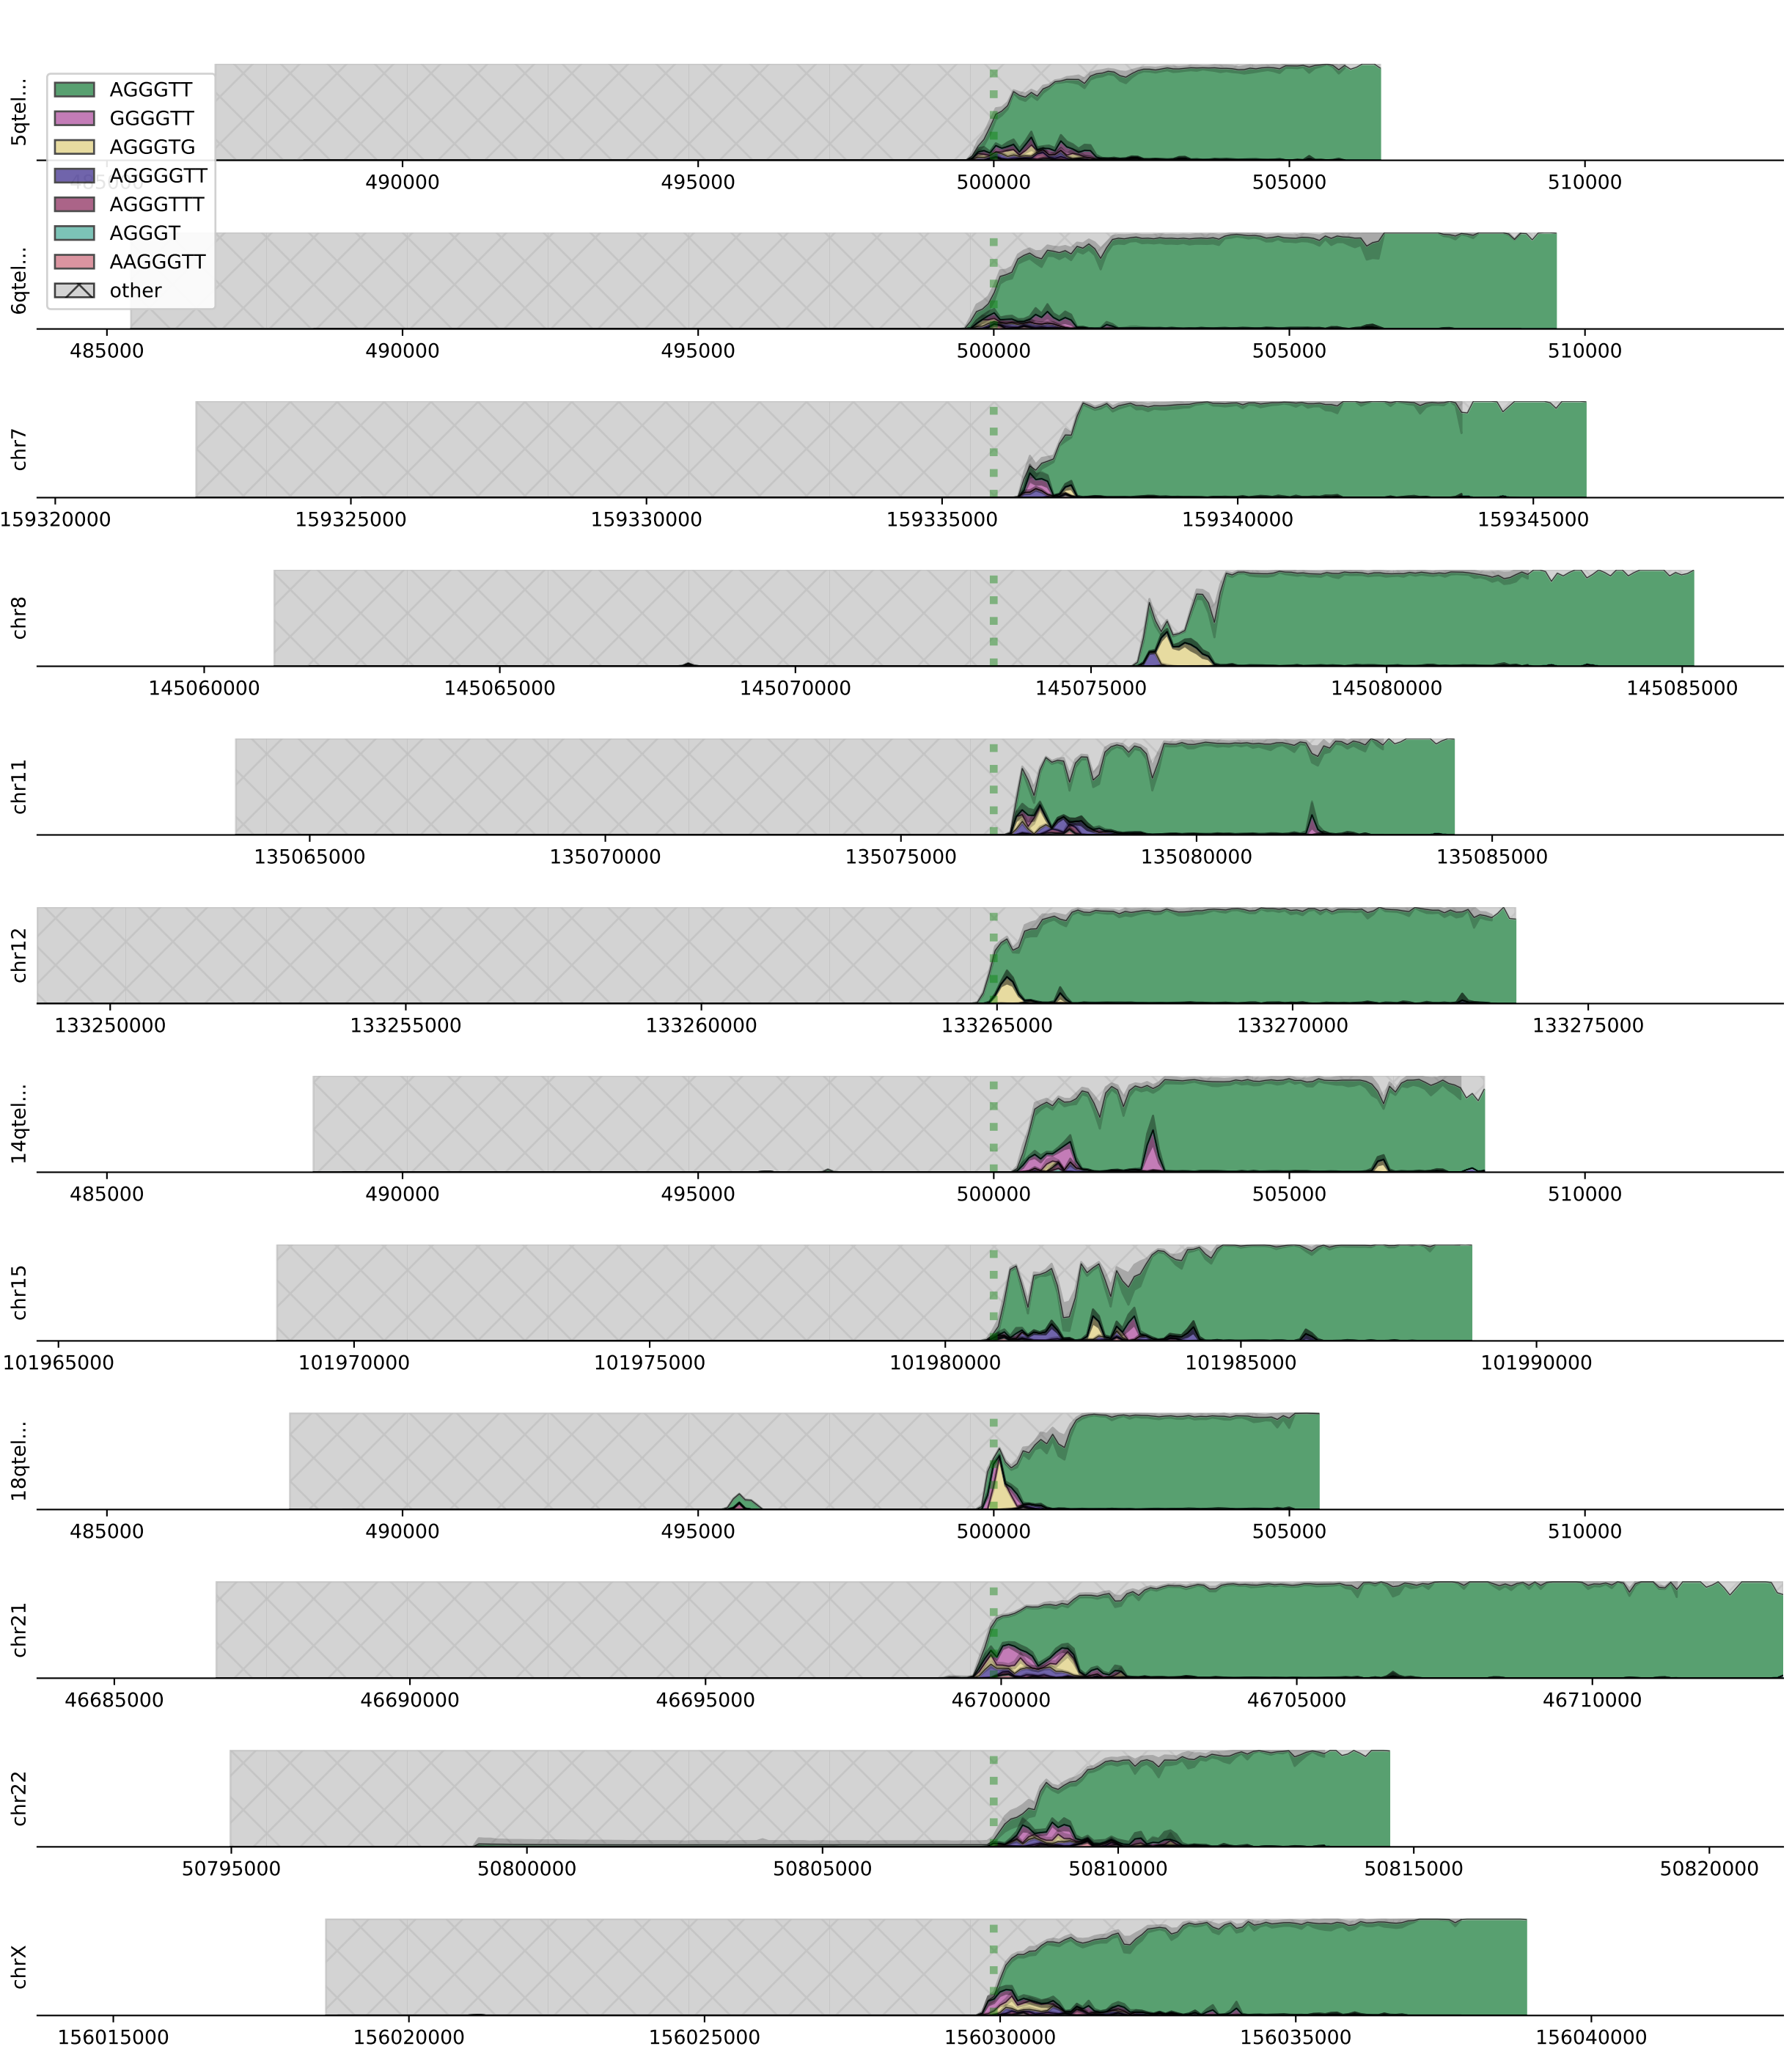 AGGGTT
GGGGTT
AGGGTG
AGGGGTT
AGGGTTT
AGGGT
AAGGGTT
other
5qtel...
485000 490000 495000 500000 505000 510000
6qtel...
485000 490000 495000 500000 505000 510000
chr7
159320000 159325000 159330000 159335000 159340000 159345000
chr8
145060000 145065000 145070000 145075000 145080000 145085000
chr11
135065000 135070000 135075000 135080000 135085000
chr12
133250000 133255000 133260000 133265000 133270000 133275000
14qtel...
485000 490000 495000 500000 505000 510000
chr15
101965000 101970000 101975000 101980000 101985000 101990000
18qtel...
485000 490000 495000 500000 505000 510000
chr21
46685000 46690000 46695000 46700000 46705000 46710000
chr22
50795000 50800000 50805000 50810000 50815000 50820000
chrX
156015000 156020000 156025000 156030000 156035000 156040000